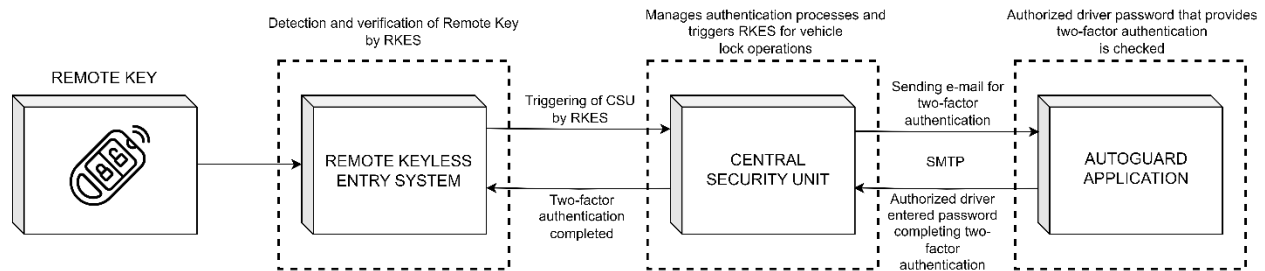 Detection and verification of Remote Key
by RKES
Manages authentication processes and
triggers RKES for vehicle
lock operations
Authorized driver password that provides
two-factor authentication
is checked
REMOTE KEY
Triggering of CSU
by RKES
Sending e-mail for
two-factor
authentication
REMOTE KEYLESS
ENTRY SYSTEM
CENTRAL
SECURITY UNIT
SMTP
AUTOGUARD
APPLICATION
Two-factor
authentication
completed
Authorized driver
entered password
completing two-
factor
authentication